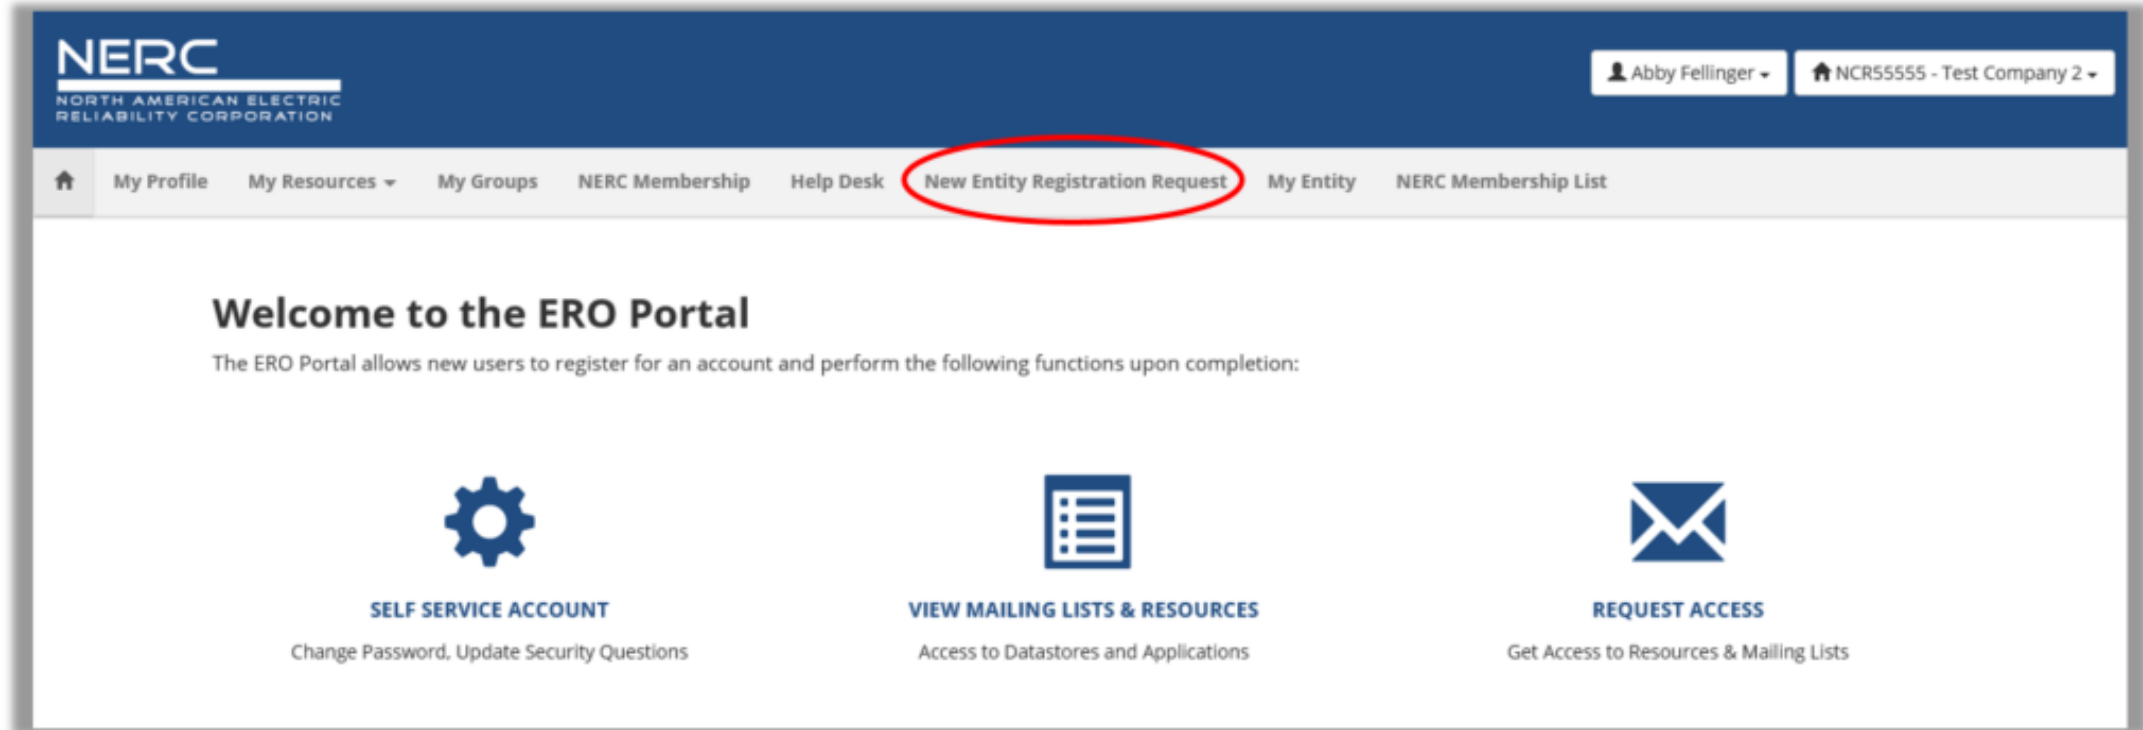 NERC
NORTH AMERICAN ELECTRIC
RELIABILITY CORPORATION
Abby Fellinger
NCR55555 - Test Company 2
My Profile My Resources My Groups NERC Membership Help Desk New Entity Registration Request My Entity NERC Membership List
Welcome to the ERO Portal
The ERO Portal allows new users to register for an account and perform the following functions upon completion:
SELF SERVICE ACCOUNT
Change Password, Update Security Questions
VIEW MAILING LISTS & RESOURCES
Access to Datastores and Applications
REQUEST ACCESS
Get Access to Resources & Mailing Lists